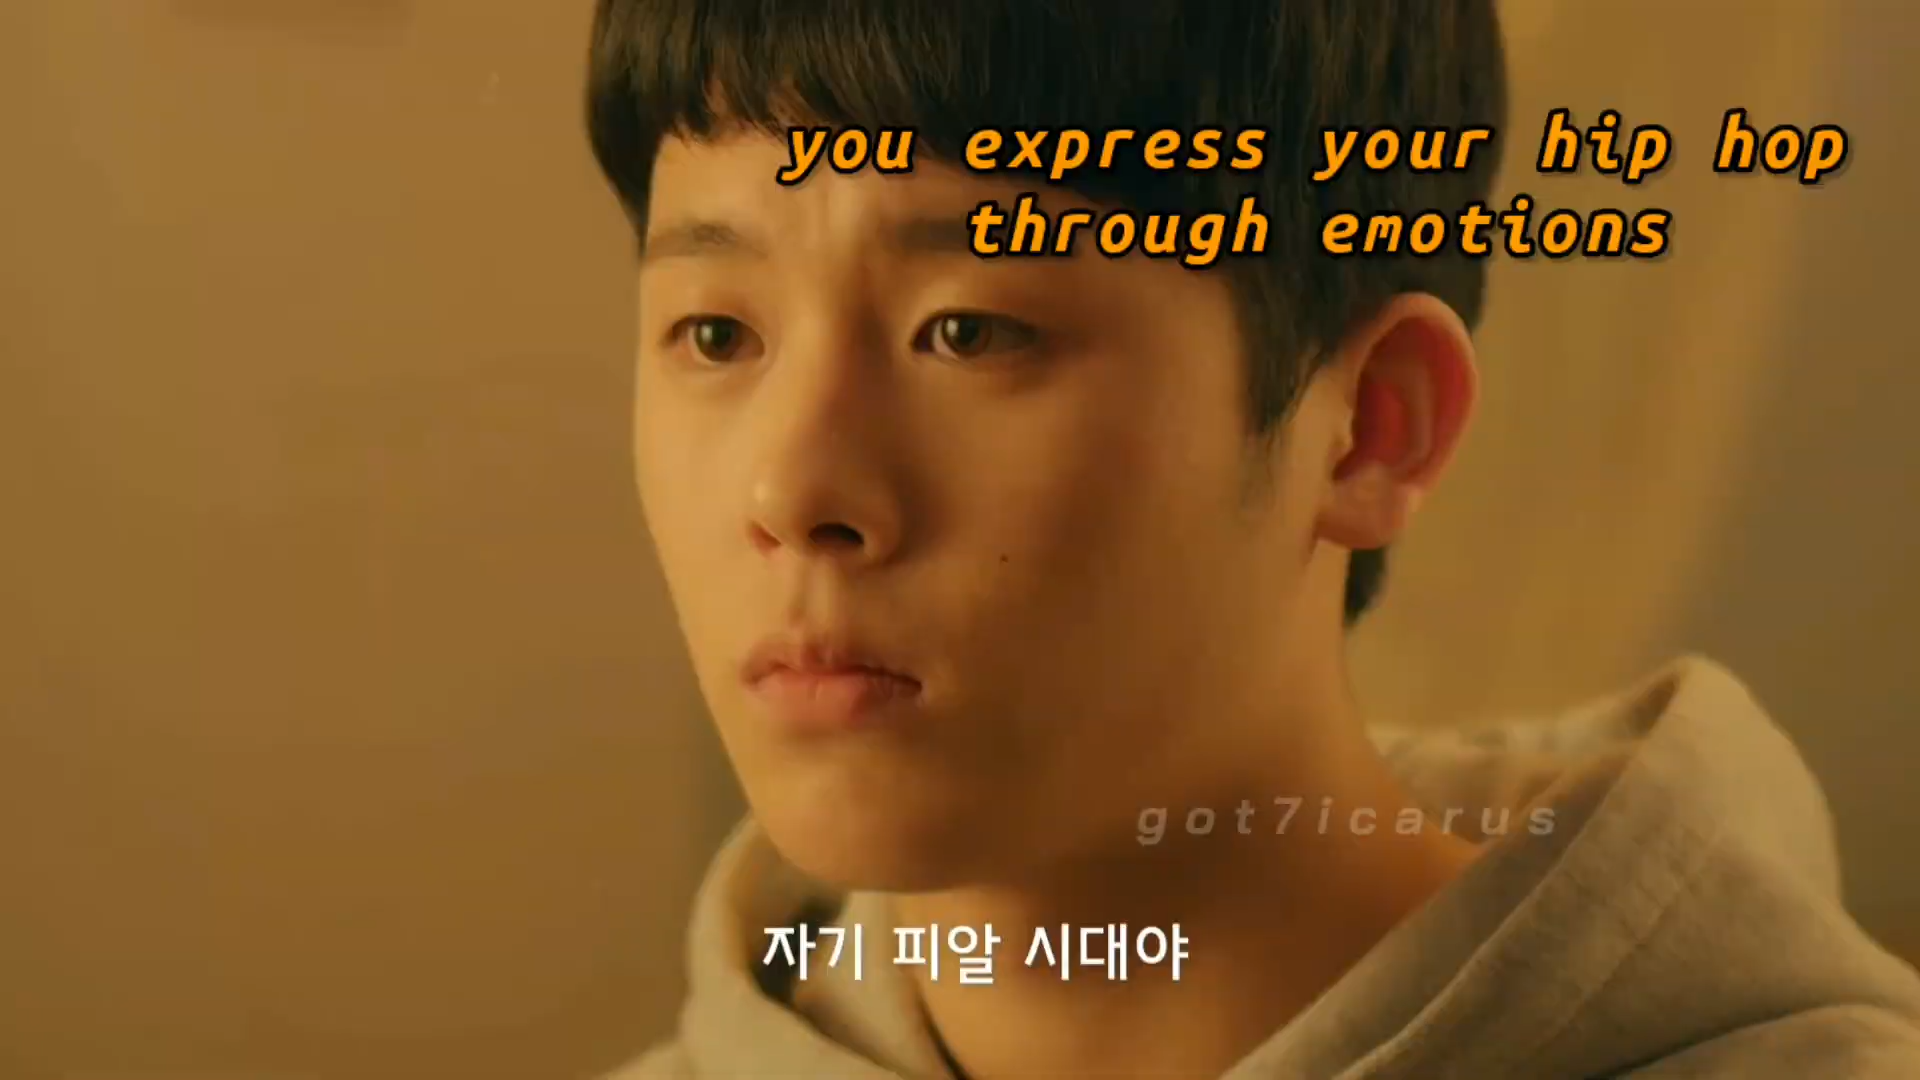 you express your hip hop
through emotions
got7icarus
자기 피알 시대야